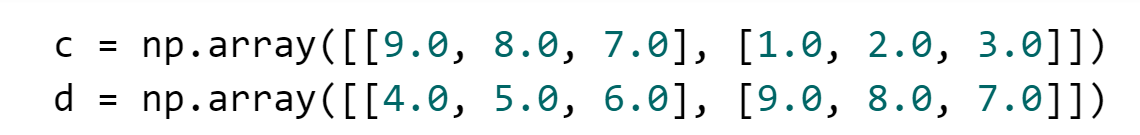 c = np.array([[9.0, 8.0, 7.0], [1.0, 2.0, 3.0]])
d = np.array([[4.0, 5.0, 6.0], [9.0, 8.0, 7.0]])